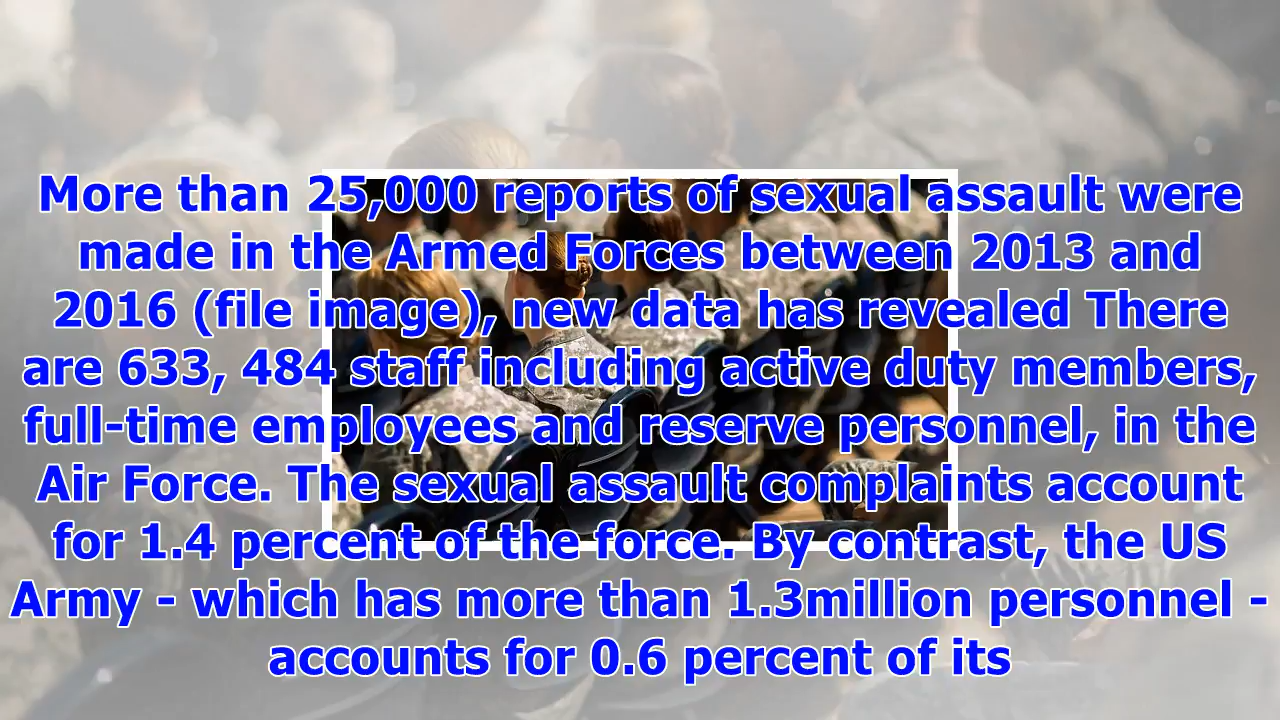 More than 25,000 reports of sexual assault were
made in the Armed Forces between 2013 and
2016 (file image), new data has revealed There
are 633, 484 staff including active duty members,
full-time employees and reserve personnel, in the
Air Force. The sexual assault complaints account
for 1.4 percent of the force. By contrast, the US
Army - which has more than 1.3million personnel -
accounts for 0.6 percent of its